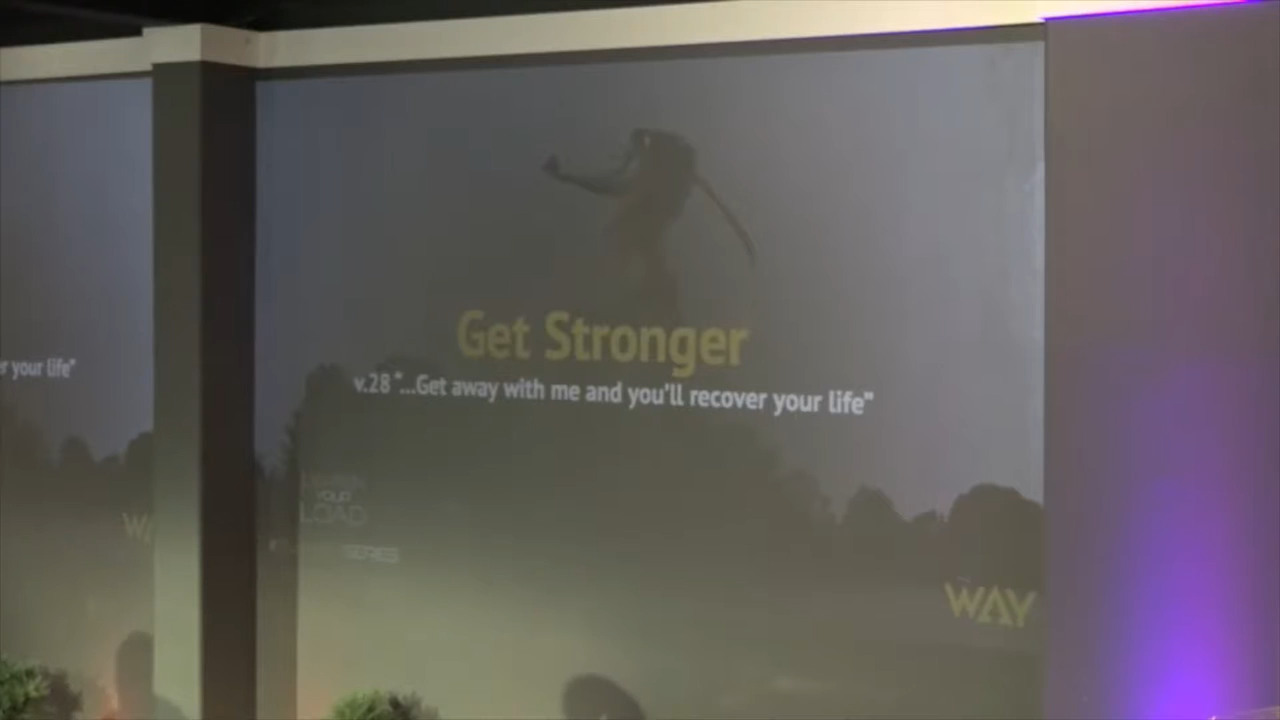 r your life"
WA
Get Stronger
v.28 "...Get away with me and you'll recover your life"
YOUR
LOAD
SERIES
WAY